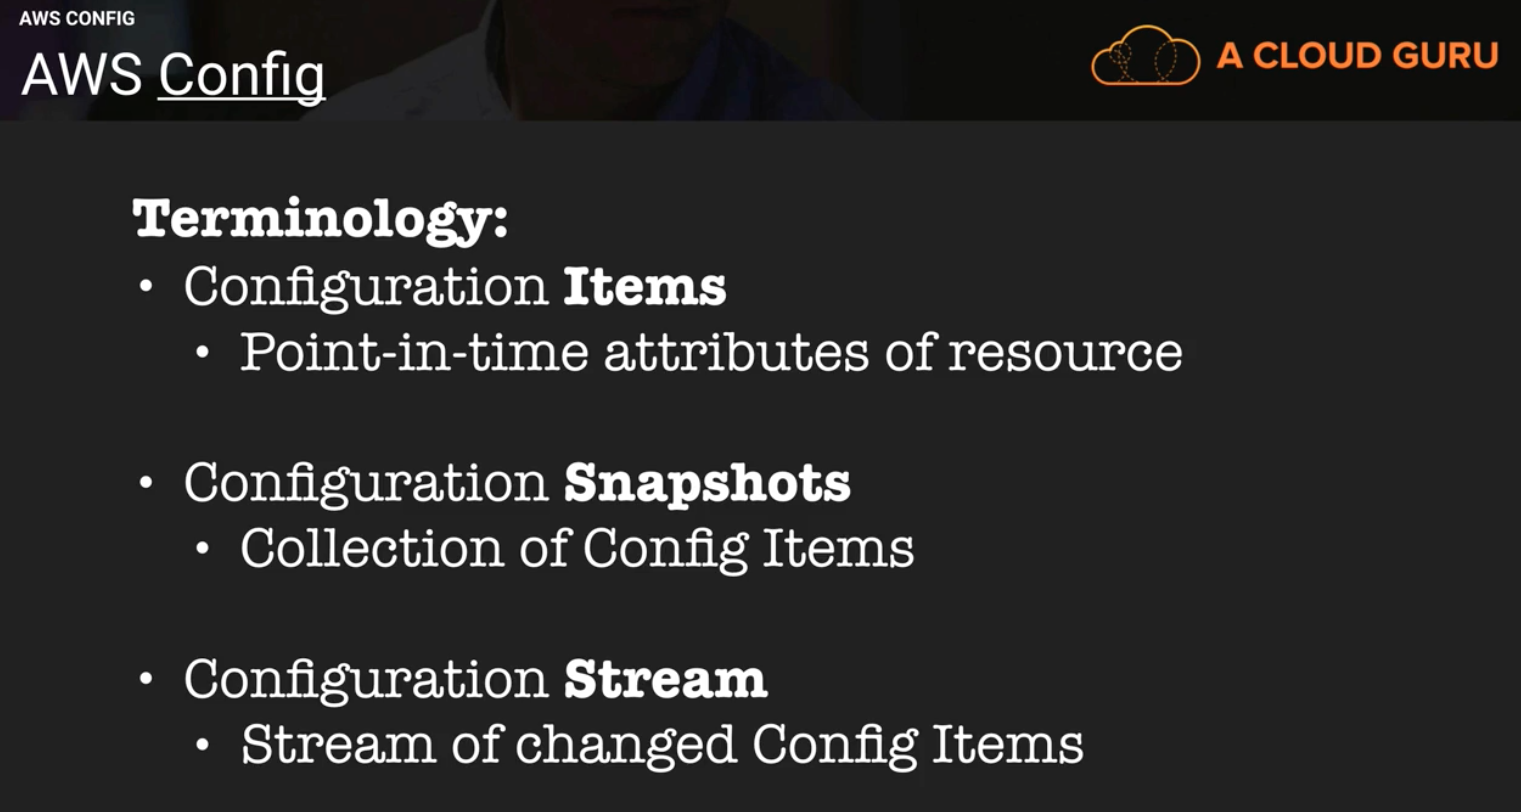 AWS CONFIG
AWS Config
A CLOUD GURU
Terminology:
• Configuration Items
• Point-in-time attributes of resource
• Configuration Snapshots
• Collection of Config Items
• Configuration Stream
• Stream of changed Config Items